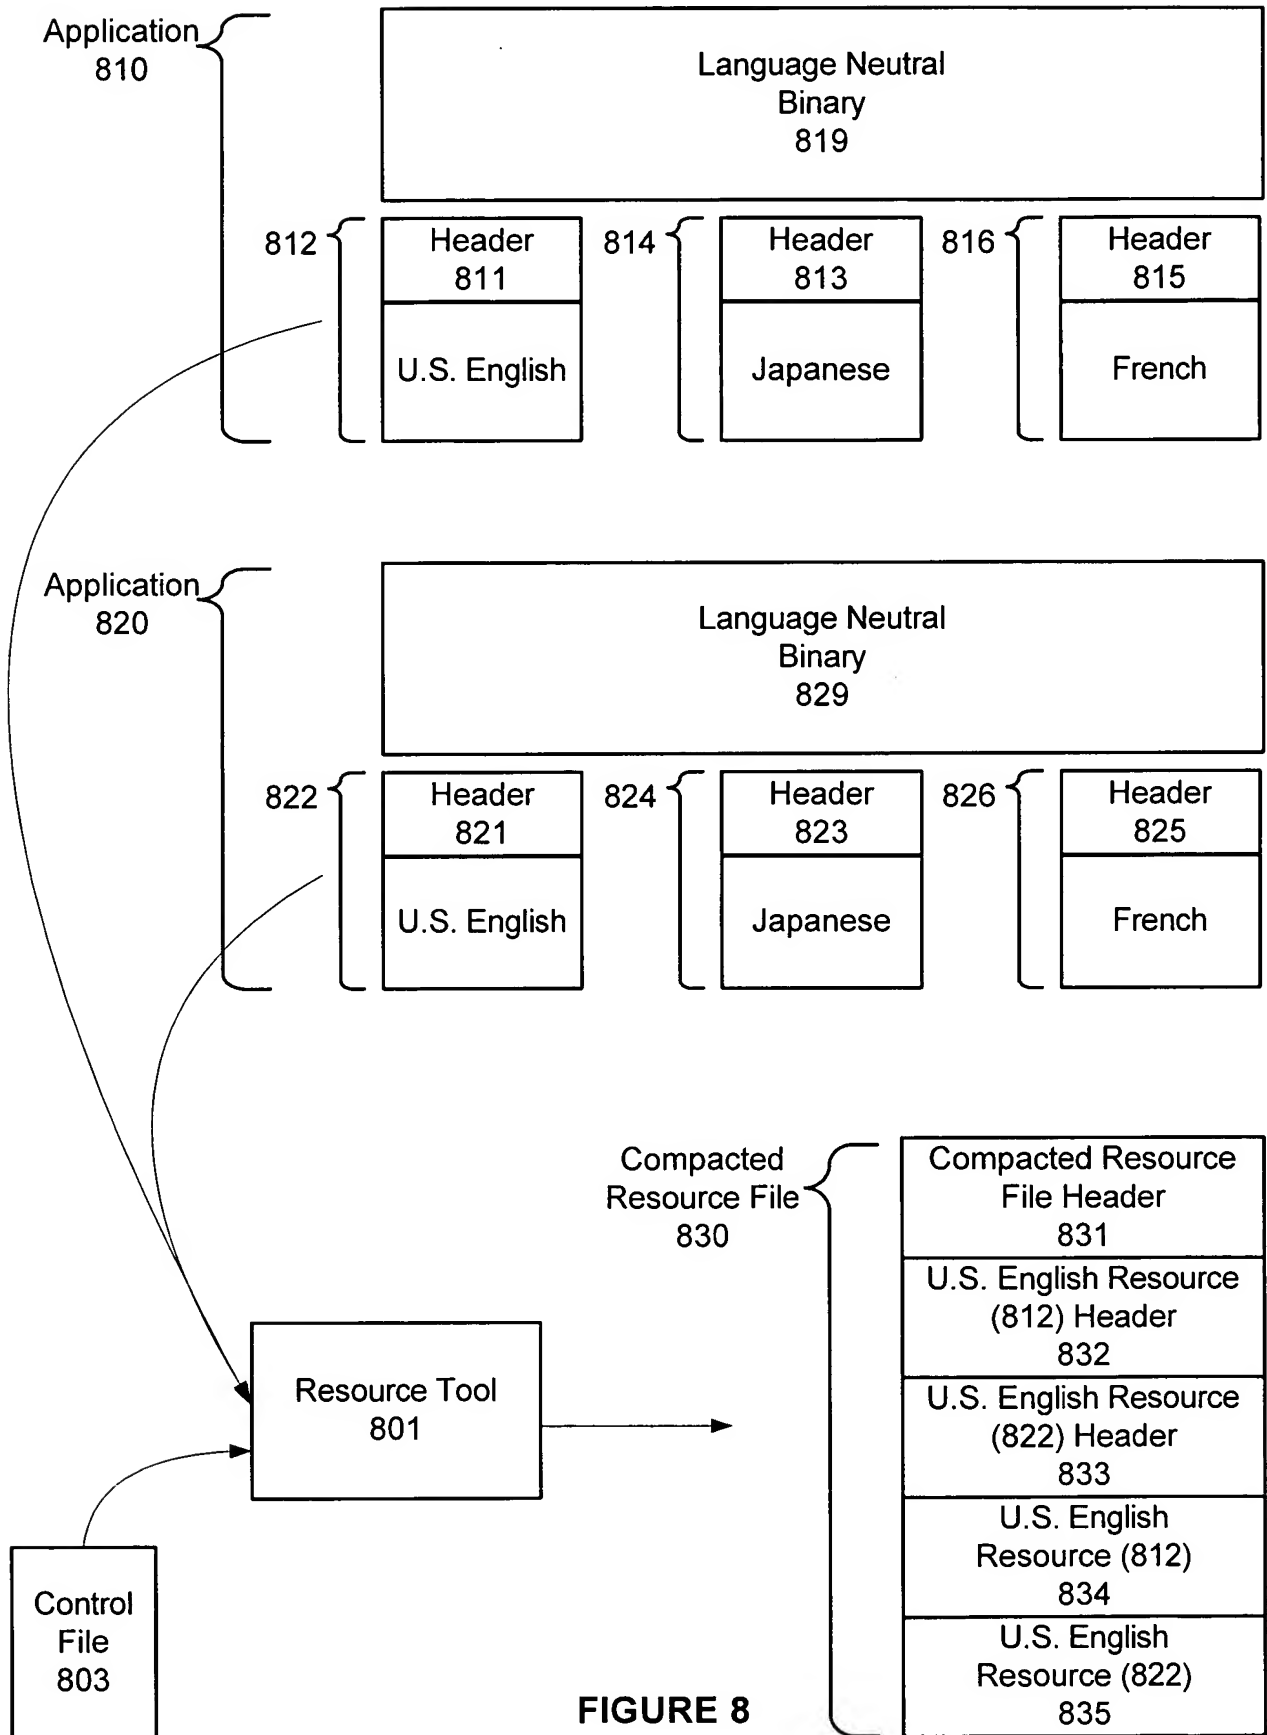 Application
810
Language Neutral
Binary
819
812
Header
811
U.S. English
814
Header
813
Japanese
816
Header
815
French
Application
820
Language Neutral
Binary
829
822
Header
821
U.S. English
824
Header
823
Japanese
826
Header
825
French
Compacted
Resource File
830
Compacted Resource
File Header
831
U.S. English Resource
(812) Header
832
U.S. English Resource
(822) Header
833
U.S. English
Resource (812)
834
U.S. English
Resource (822)
835
Resource Tool
801
Control
File
803
FIGURE 8